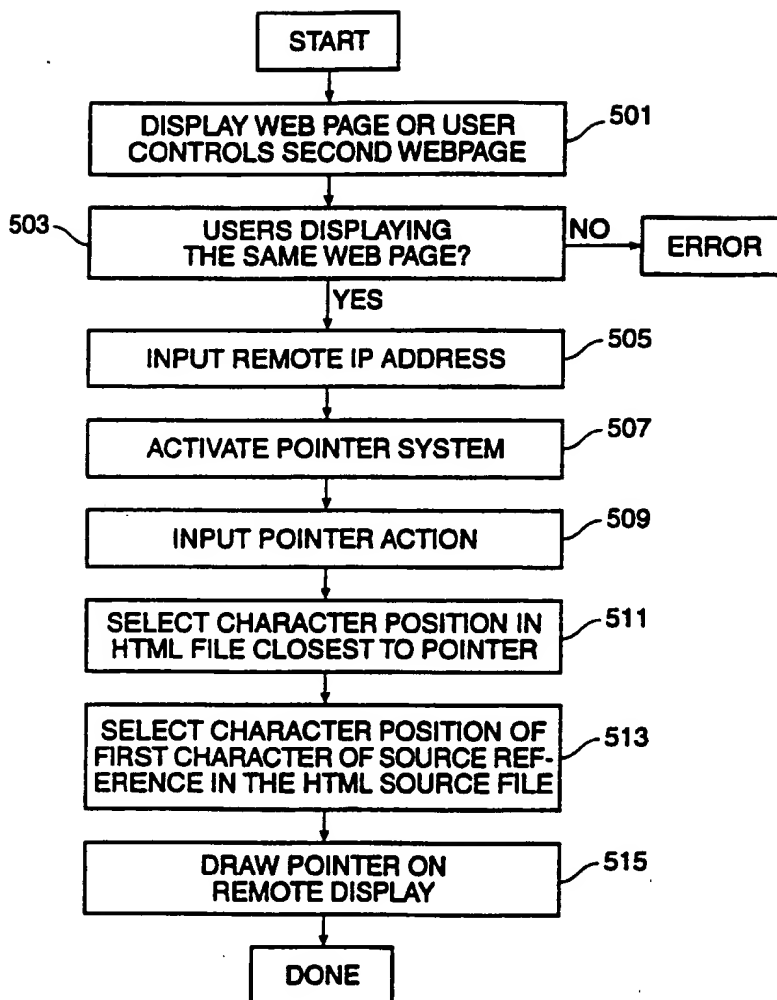 START
DISPLAY WEB PAGE OR USER
CONTROLS SECOND WEBPAGE
501
503
USERS DISPLAYING
THE SAME WEB PAGE?
NO
ERROR
YES
INPUT REMOTE IP ADDRESS
505
ACTIVATE POINTER SYSTEM
507
INPUT POINTER ACTION
509
SELECT CHARACTER POSITION IN
HTML FILE CLOSEST TO POINTER
511
SELECT CHARACTER POSITION OF
FIRST CHARACTER OF SOURCE REF-
ERENCE IN THE HTML SOURCE FILE
513
DRAW POINTER ON
REMOTE DISPLAY
515
DONE